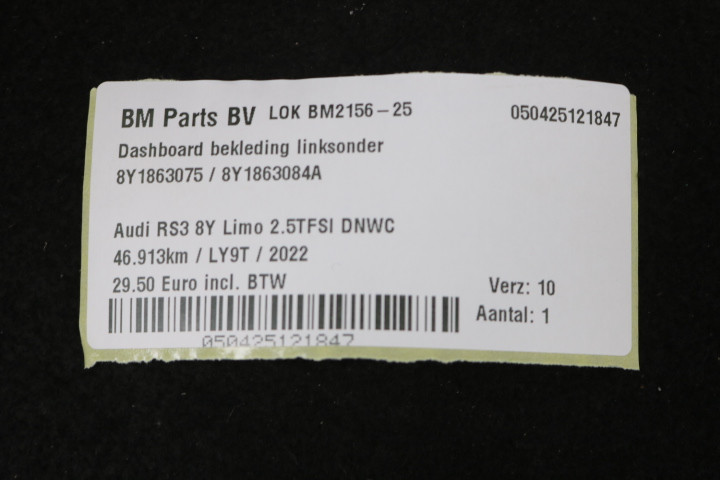 BM Parts BV LOK BM2156-25 050425121847
Dashboard bekleding linksonder
8Y1863075 / 8Y1863084A
Audi RS3 8Y Limo 2.5TFSI DNWC
46.913km / LY9T / 2022
29.50 Euro incl. BTW Verz: 10
Aantal: 1
050425121847